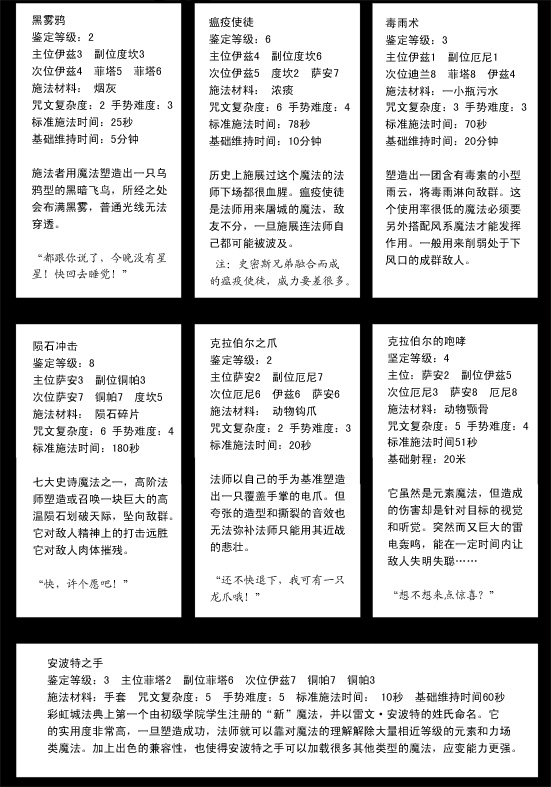 黑雾鸦
鉴定等级：2
主位伊兹3　副位度坎3
次位伊兹4　菲塔5　菲塔6
施法材料：　烟灰
咒文复杂度：2 手势难度：3
标准施法时间：25秒
基础维持时间：5分钟
施法者用魔法塑造出一只乌
鸦型的黑暗飞鸟，所经之处
会布满黑雾，普通光线无法
穿透。
“都跟你说了，今晚没有星
星！快回去睡觉！”
瘟疫使徒
鉴定等级：6
主位伊兹4　副位度坎6
次位伊兹5　度坎2　萨安7
施法材料：　浓痰
咒文复杂度：6 手势难度：4
标准施法时间：78秒
基础维持时间：10分钟
历史上施展过这个魔法的法
师下场都很血腥。瘟疫使徒
是法师用来屠城的魔法，敌
友不分，一旦施展连法师自
己都可能被波及。
注：史密斯兄弟融合而成
的瘟疫使徒，威力要差很多。
毒雨术
鉴定等级：3
主位伊兹1　副位厄尼1
次位迪兰8　菲塔8　伊兹4
施法材料：一小瓶污水
咒文复杂度：3 手势难度：3
标准施法时间：70秒
基础维持时间：20分钟
塑造出一团含有毒素的小型
雨云，将毒雨淋向敌群。这
个使用率很低的魔法必须要
另外搭配风系魔法才能发挥
作用。一般用来削弱处于下
风口的成群敌人。
陨石冲击
鉴定等级：8
主位萨安3　副位铜帕3
次位萨安7　铜帕7　度坎5
施法材料：　陨石碎片
咒文复杂度：6 手势难度：4
标准施法时间：180秒
七大史诗魔法之一，高阶法
师塑造或召唤一块巨大的高
温陨石划破天际，坠向敌群。
它对敌人精神上的打击远胜
它对敌人肉体摧残。
“快，许个愿吧！”
克拉伯尔之爪
鉴定等级：2
主位萨安2　副位厄尼7
次位厄尼6　伊兹6　萨安6
施法材料：　动物钩爪
咒文复杂度：2 手势难度：3
标准施法时间：20秒
法师以自己的手为基准塑造
出一只覆盖手掌的电爪。但
夸张的造型和撕裂的音效也
无法弥补法师只能用其近战
的悲壮。
“还不快退下，我可有一只
龙爪哦！”
克拉伯尔的咆哮
坚定等级：4
主位：萨安2　副位伊兹5
次位厄尼3　萨安8　厄尼8
施法材料：动物颚骨
咒文复杂度：5 手势难度：4
标准施法时间51秒
基础射程：20米
它虽然是元素魔法，但造成
的伤害却是针对目标的视觉
和听觉。突然而又巨大的雷
电轰鸣，能在一定时间内让
敌人失明失聪……
“想不想来点惊喜？”
安波特之手
鉴定等级：3　主位菲塔2　副位菲塔6　次位伊兹7　铜帕7　铜帕3
施法材料：手套　咒文复杂度：5　手势难度：5　标准施法时间：　10秒　基础维持时间60秒
彩虹城法典上第一个由初级学院学生注册的“新”魔法，并以雷文·安波特的姓氏命名。它
的实用度非常高，一旦塑造成功，法师就可以靠对魔法的理解解除大量相近等级的元素和力场
类魔法。加上出色的兼容性，也使得安波特之手可以加载很多其他类型的魔法，应变能力更强。